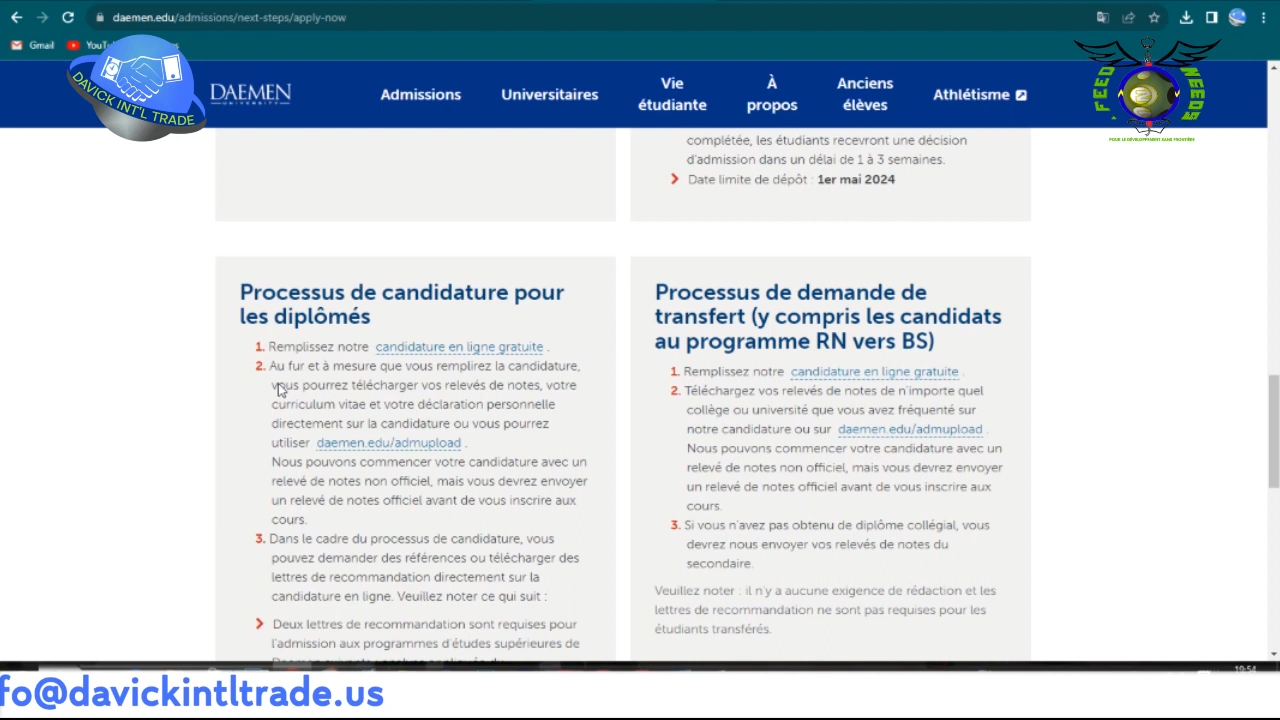 daemen.edu/admissions/next-steps/apply-now
Gmail
DAVICK INT'L TRADE
DAEMEN
UNIVERSITY
Admissions
Universitaires
Vie
étudiante
À
propos
Anciens
élèves
Athlétisme
FEED
NEEDS
POUR LE DEVELOPPEMENT SANS FRONTIÈRE
complétée, les étudiants recevront une décision
d'admission dans un délai de 1 à 3 semaines.
Date limite de dépôt : 1er mai 2024
Processus de candidature pour
les diplômés
1. Remplissez notre candidature en ligne gratuite .
2. Au fur et à mesure que vous remplirez la candidature,
vous pourrez télécharger vos relevés de notes, votre
curriculum vitae et votre déclaration personnelle
directement sur la candidature ou vous pourrez
utiliser daemen.edu/admupload .
Nous pouvons commencer votre candidature avec un
relevé de notes non officiel, mais vous devrez envoyer
un relevé de notes officiel avant de vous inscrire aux
cours.
3. Dans le cadre du processus de candidature, vous
pouvez demander des références ou télécharger des
lettres de recommandation directement sur la
candidature en ligne. Veuillez noter ce qui suit :
Deux lettres de recommandation sont requises pour
l'admission aux programmes d'études supérieures de
Processus de demande de
transfert (y compris les candidats
au programme RN vers BS)
1. Remplissez notre candidature en ligne gratuite .
2. Téléchargez vos relevés de notes de n'importe quel
collège ou université que vous avez fréquenté sur
notre candidature ou sur daemen.edu/admupload .
Nous pouvons commencer votre candidature avec un
relevé de notes non officiel, mais vous devrez envoyer
un relevé de notes officiel avant de vous inscrire aux
cours.
3. Si vous n'avez pas obtenu de diplôme collégial, vous
devrez nous envoyer vos relevés de notes du
secondaire.
Veuillez noter : il n'y a aucune exigence de rédaction et les
lettres de recommandation ne sont pas requises pour les
étudiants transférés.
19:54
fo@davickintltrade.us